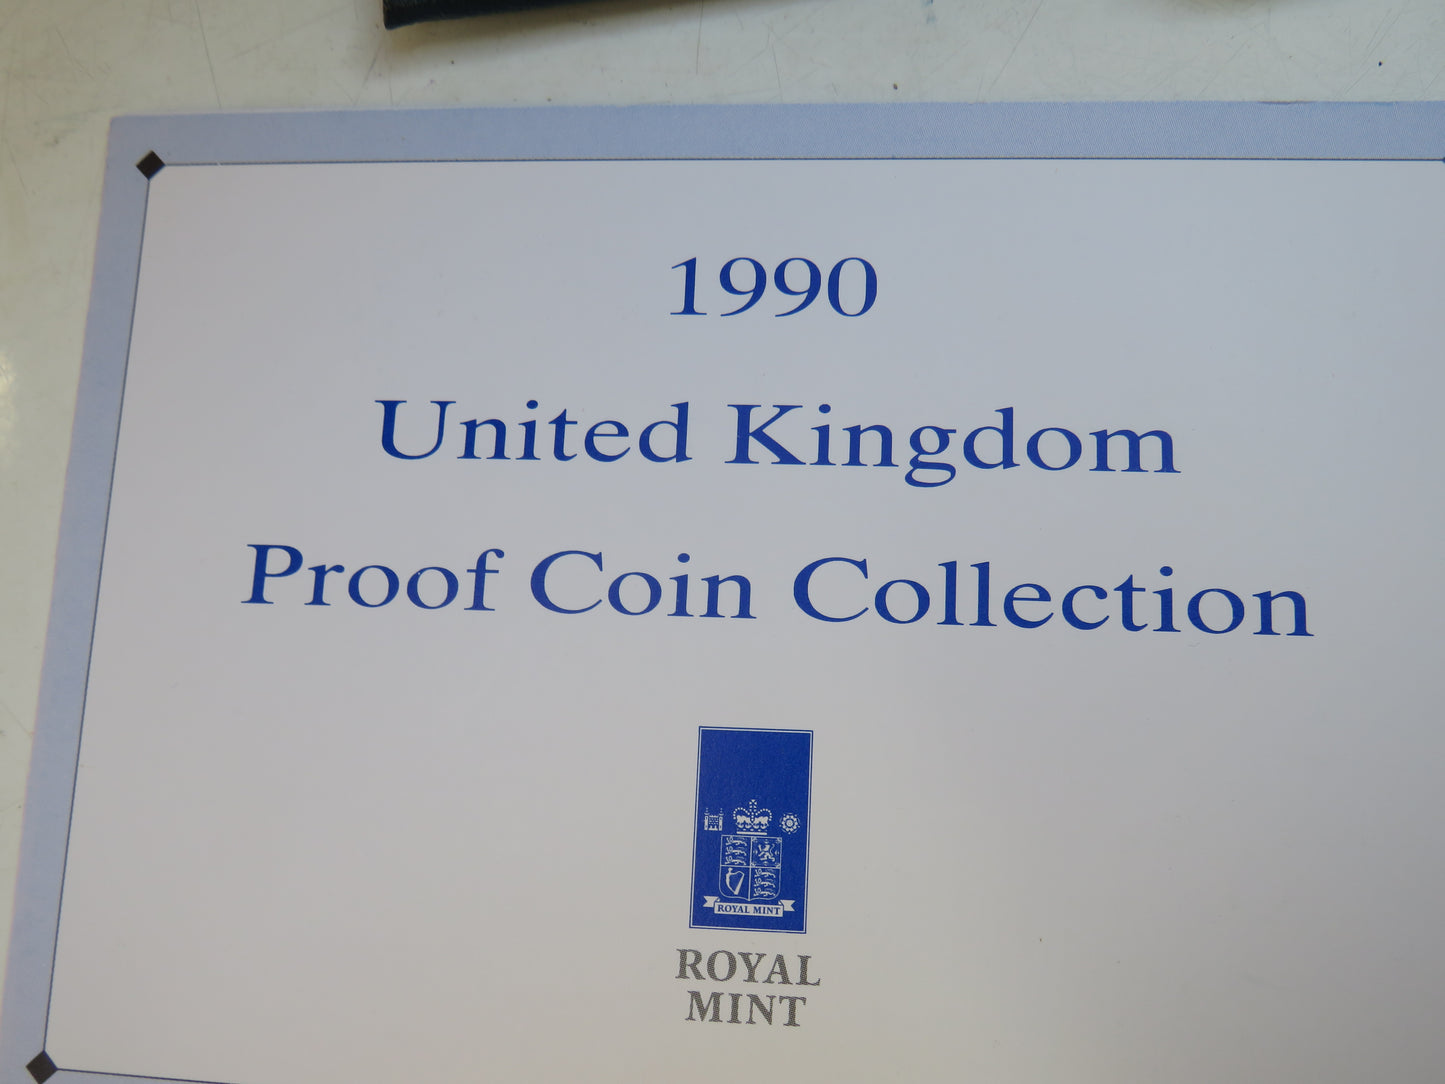 1990
United Kingdom
Proof Coin Collection
ROYAL MINT
ROYAL
MINT